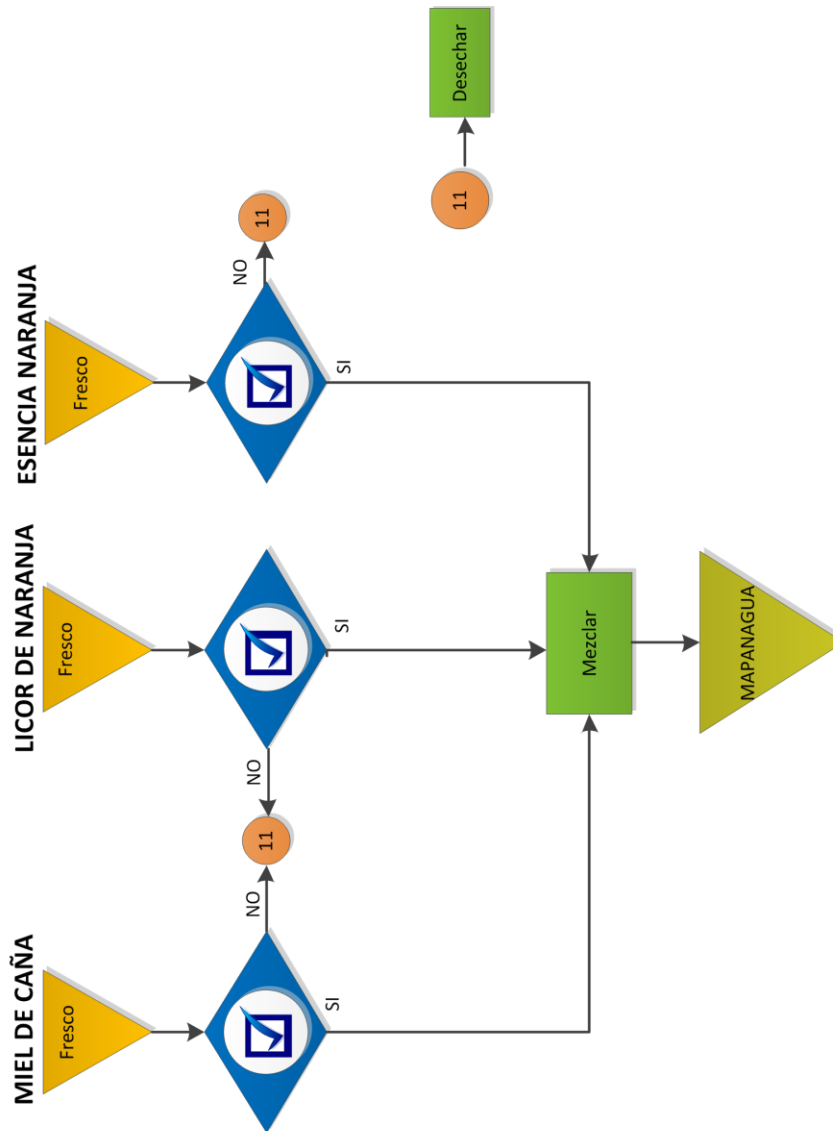 MIEL DE CAÑA
LICOR DE NARANJA
ESENCIA NARANJA
Fresco
Fresco
Fresco
NO
NO
NO
11
11
SI
SI
SI
11
Desechar
Mezclar
MAPANAGUA